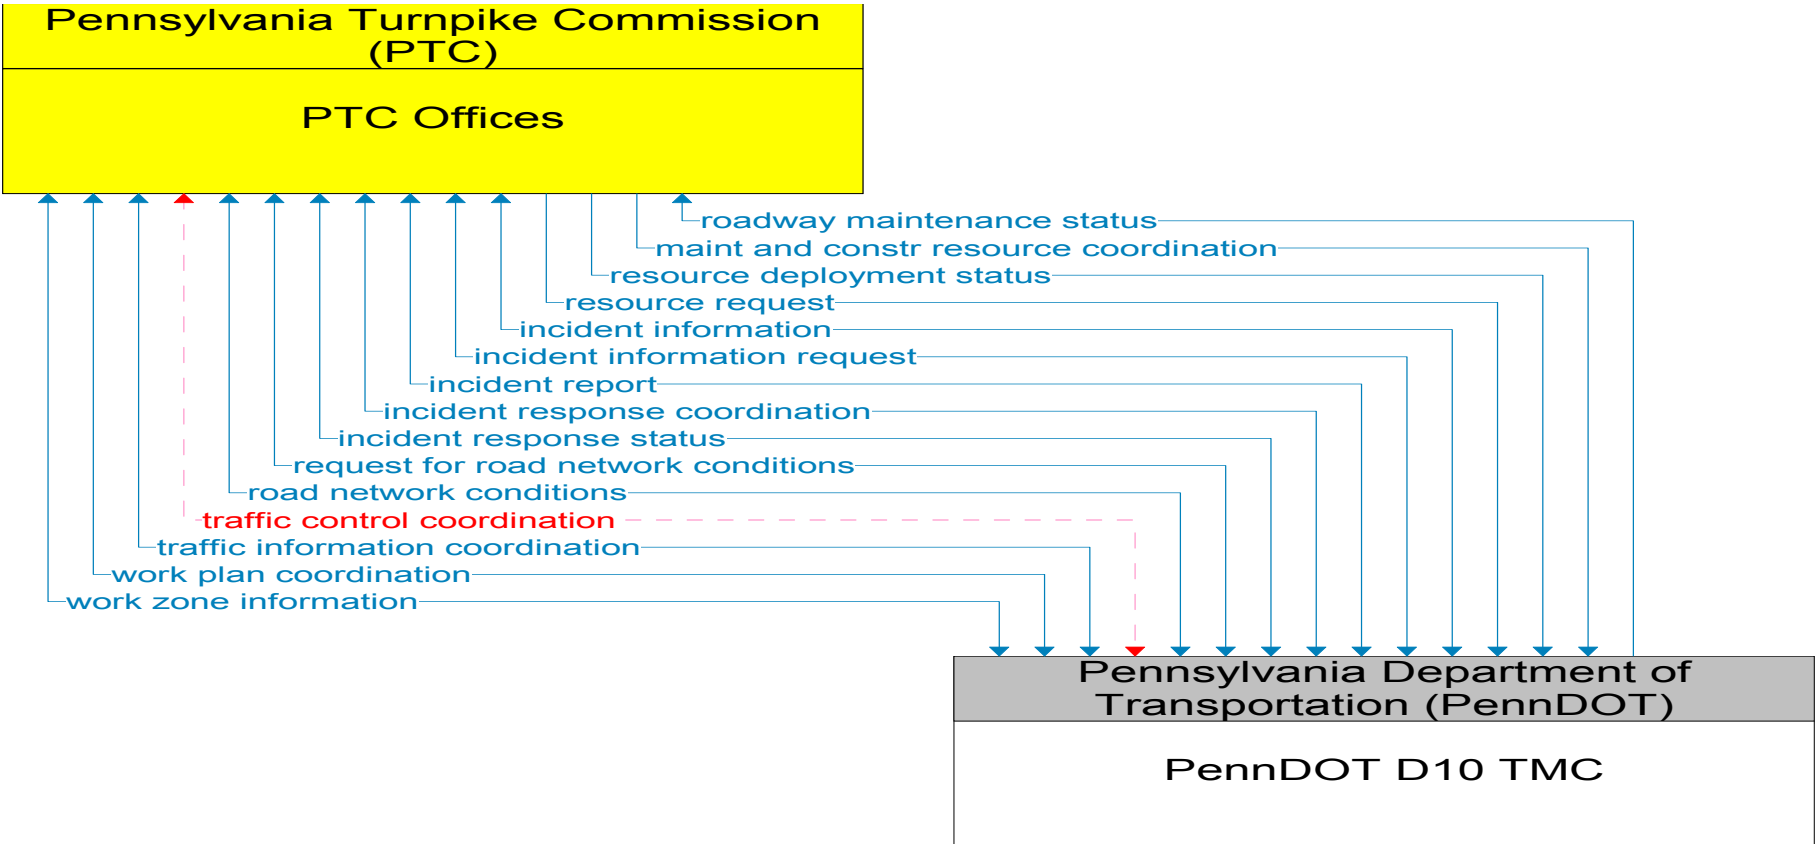 Pennsylvania Turnpike Commission
(PTC)
PTC Offices
roadway maintenance status
maint and constr resource coordination
resource deployment status
resource request
incident information
incident information request
incident report
incident response coordination
incident response status
request for road network conditions
road network conditions
traffic control coordination
traffic information coordination
work plan coordination
work zone information
Pennsylvania Department of
Transportation (PennDOT)
PennDOT D10 TMC